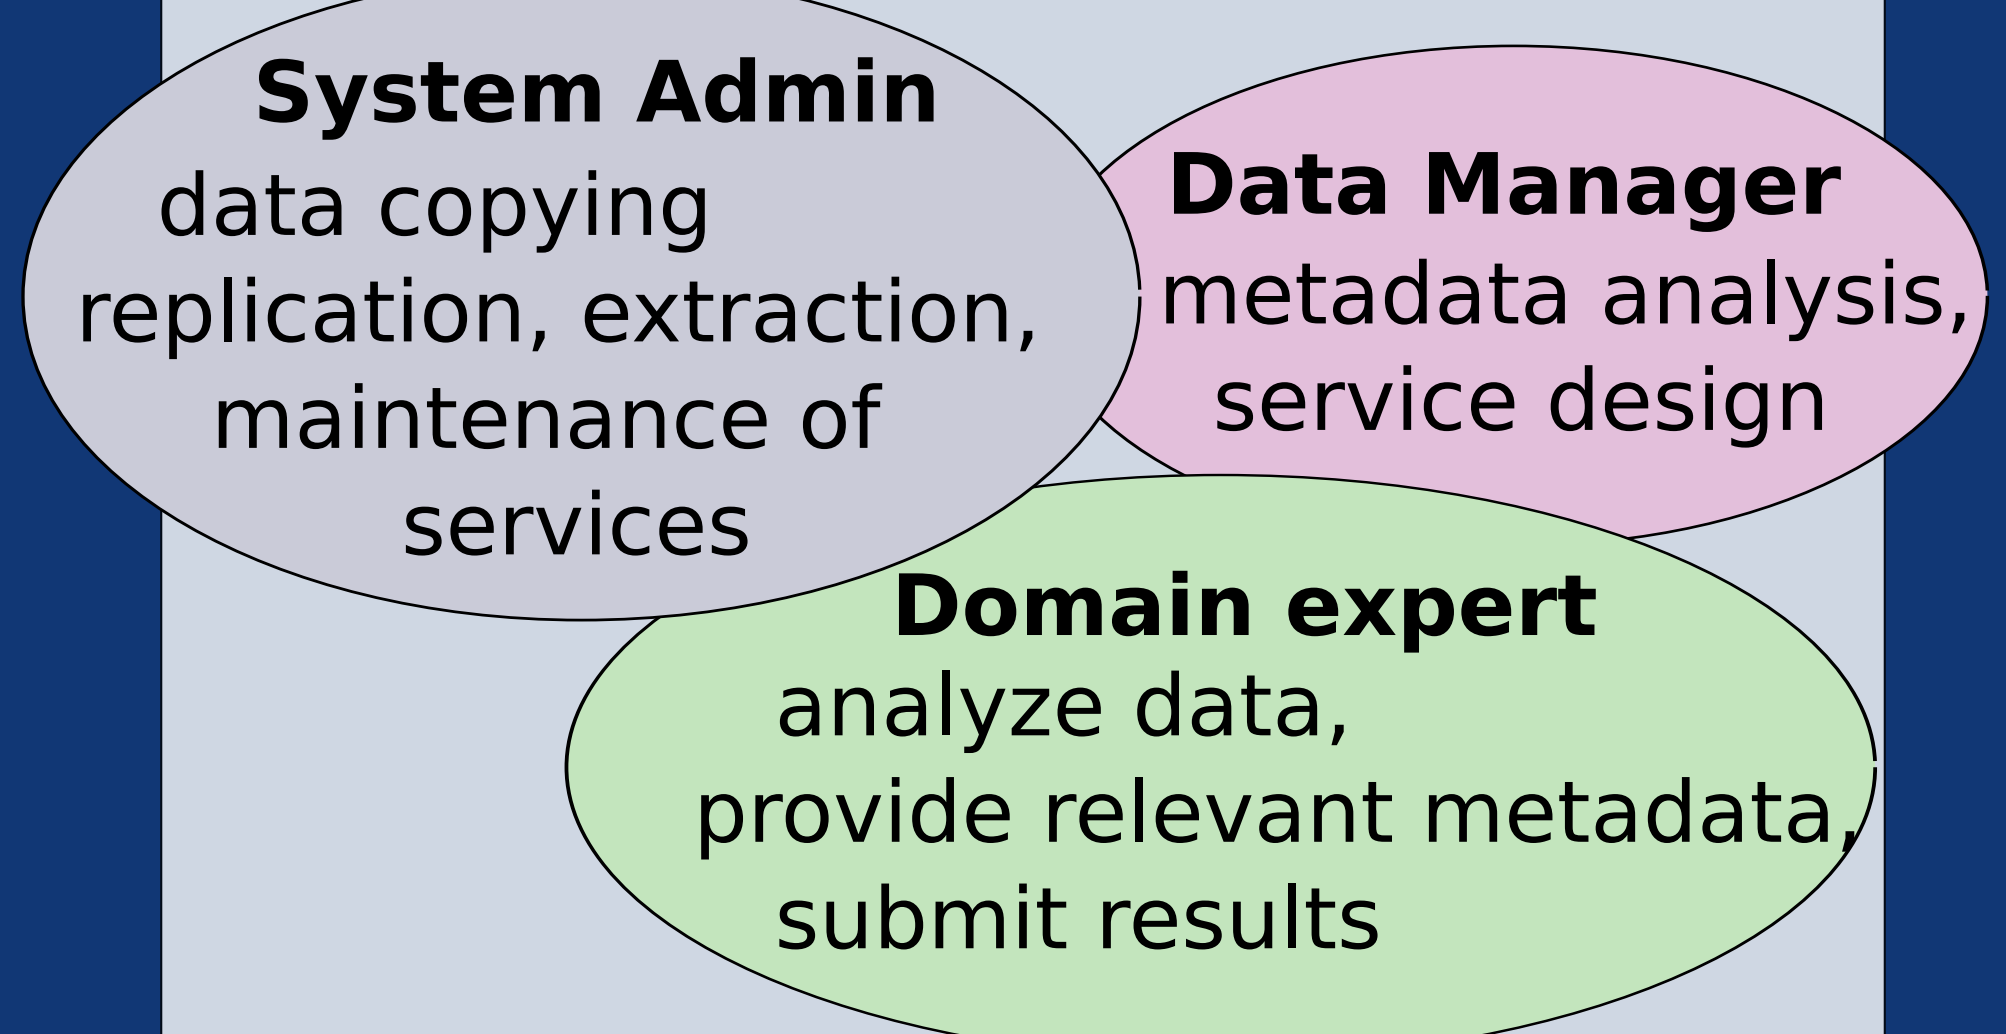 System Admin
data copying
replication, extraction,
maintenance of
services
Data Manager
metadata analysis,
service design
Domain expert
analyze data,
provide relevant metadata,
submit results